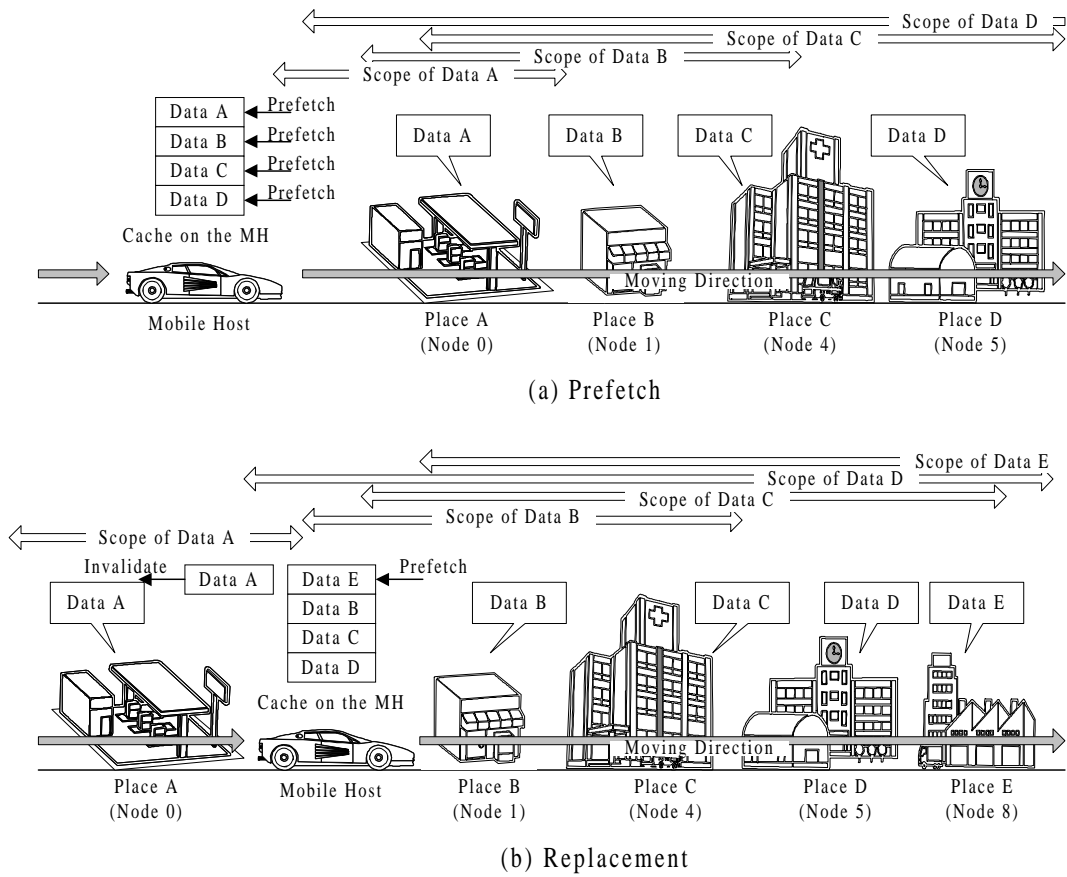 Scope of Data D
Scope of Data C
Scope of Data B
Scope of Data A
Data A
Prefetch
Data B
Prefetch
Data C
Prefetch
Data D
Prefetch
Cache on the MH
Data A
Data B
Data C
Data D
Moving Direction
Mobile Host
Place A
(Node 0)
Place B
(Node 1)
Place C
(Node 4)
Place D
(Node 5)
(a) Prefetch
Scope of Data E
Scope of Data D
Scope of Data C
Scope of Data B
Scope of Data A
Invalidate
Data A
Data E
Prefetch
Data B
Data C
Data D
Cache on the MH
Data A
Data B
Data C
Data D
Data E
Moving Direction
Place A
(Node 0)
Mobile Host
Place B
(Node 1)
Place C
(Node 4)
Place D
(Node 5)
Place E
(Node 8)
(b) Replacement